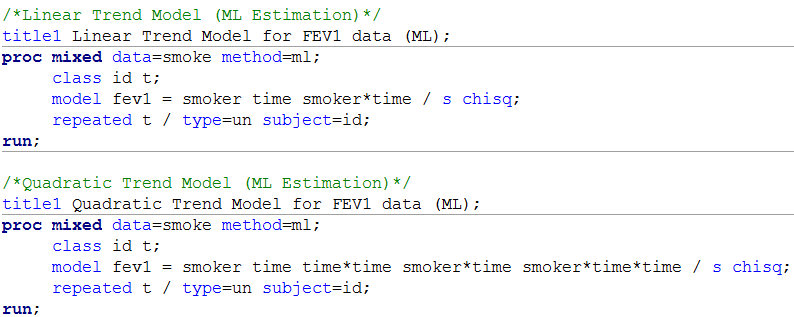 /*Linear Trend Model (ML Estimation)*/
title1 Linear Trend Model for FEV1 data (ML);
proc mixed data=smoke method=ml;
     class id t;
     model fev1 = smoker time smoker*time / s chisq;
     repeated t / type=un subject=id;
run;

/*Quadratic Trend Model (ML Estimation)*/
title1 Quadratic Trend Model for FEV1 data (ML);
proc mixed data=smoke method=ml;
     class id t;
     model fev1 = smoker time time*time smoker*time smoker*time*time / s chisq;
     repeated t / type=un subject=id;
run;